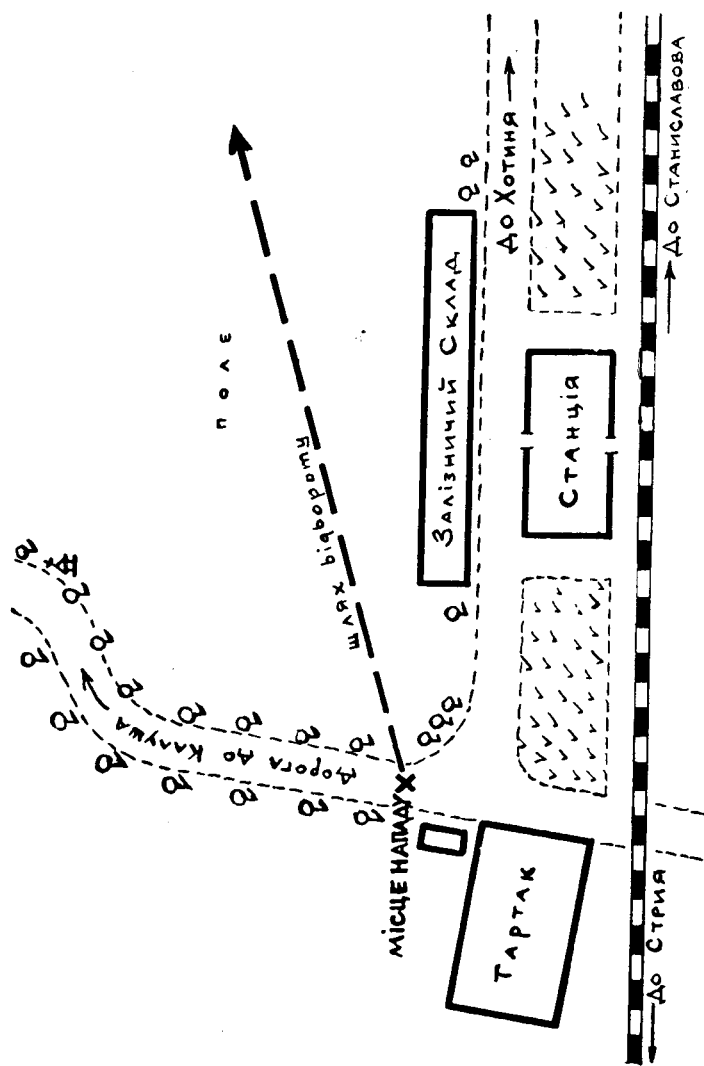 ПОЛЕ
шлях відвороту
Дорога до Калуша
МІСЦЕ НАПАДУ
Залізничий Склад
До Хотиня
Станція
Тартак
До Станиславова
До Стрия